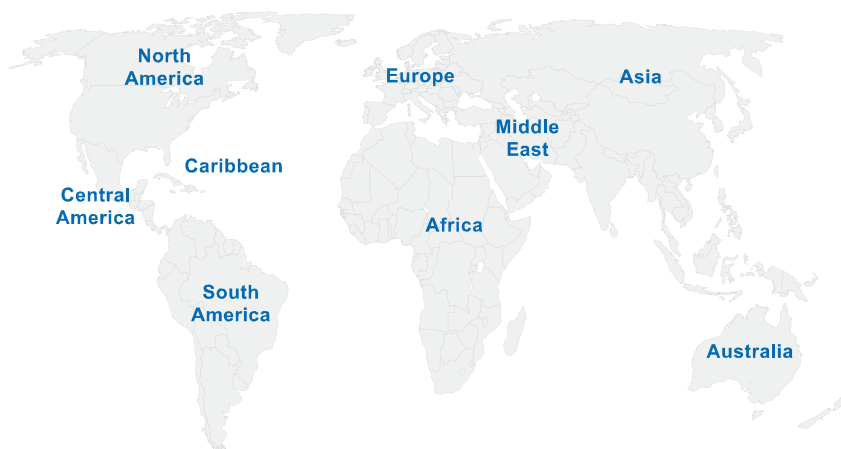 North
America
Europe
Asia
Middle
East
Caribbean
Central
America
Africa
South
America
Australia